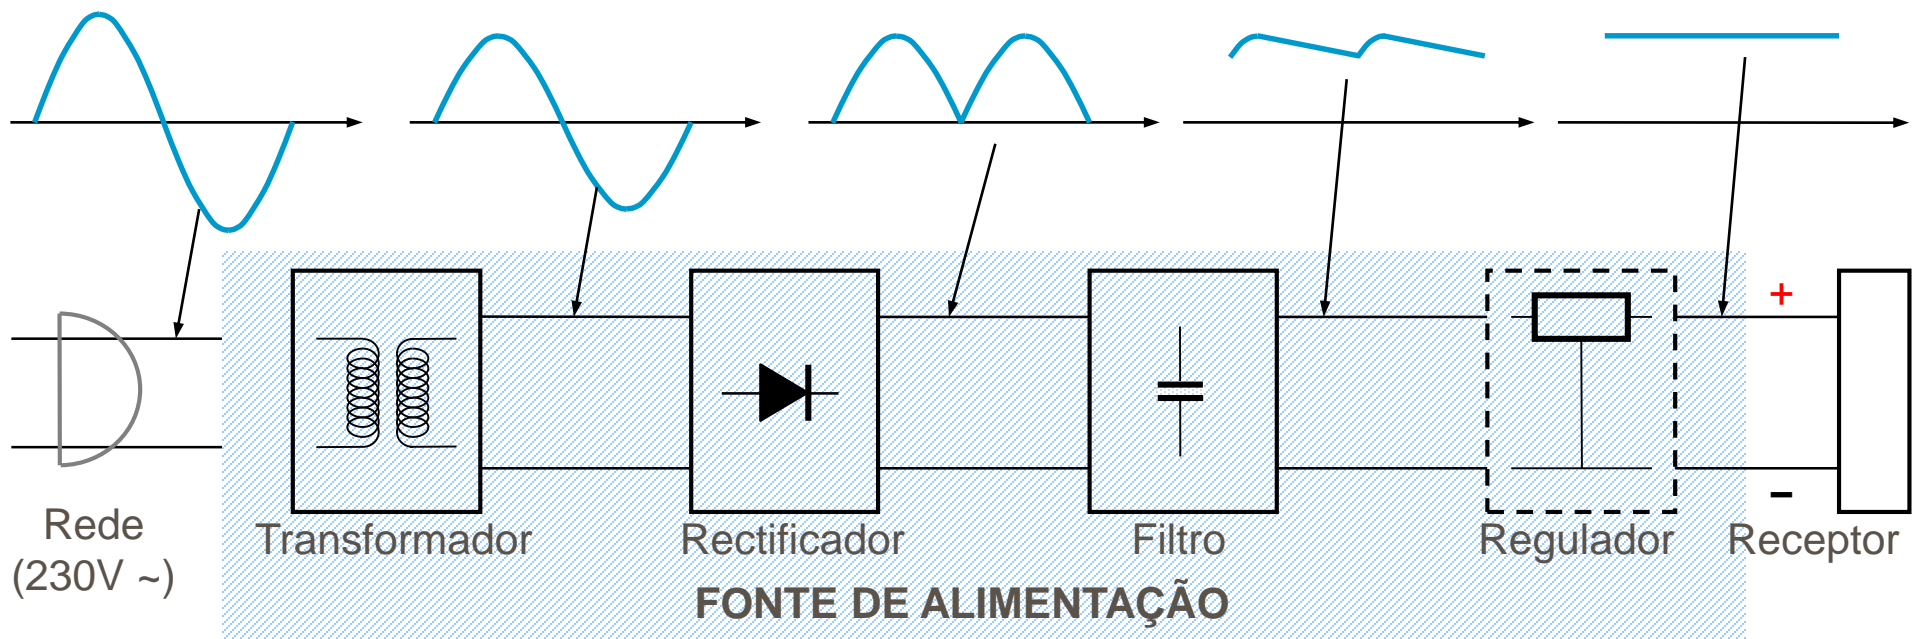 +
-
Rede
(230V ~)
Transformador
Rectificador
Filtro
Regulador
Receptor
FONTE DE ALIMENTAÇÃO